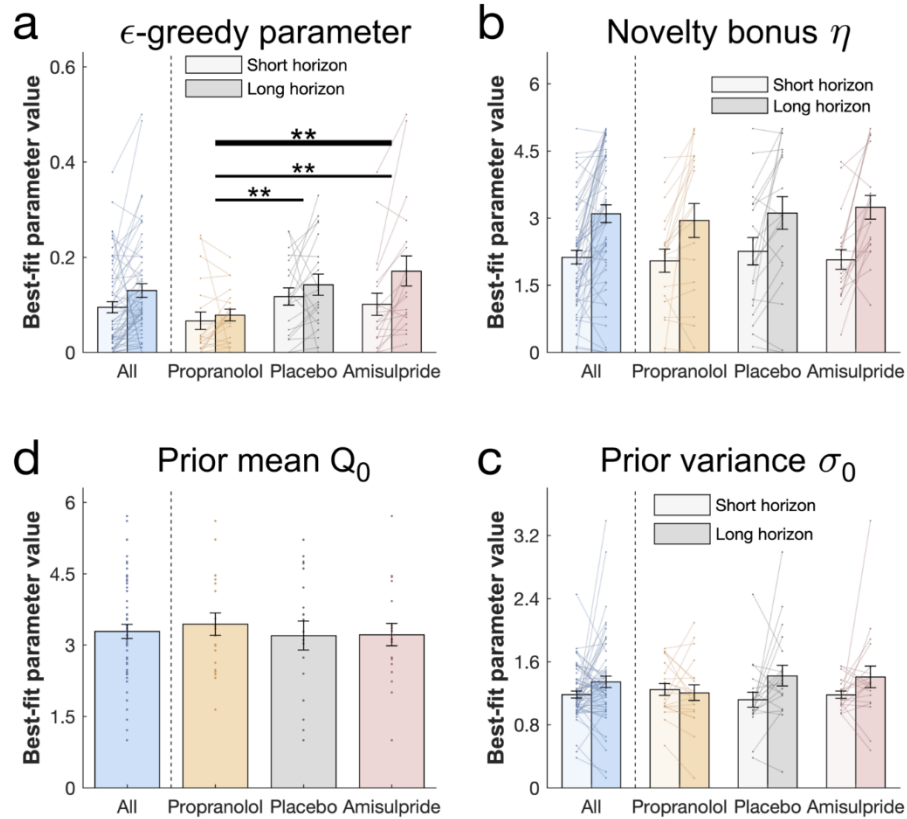 a
ϵ-greedy parameter
Best-fit parameter value
0.6
0.4
0.2
0
Short horizon
Long horizon
**
**
**
All
Propranolol
Placebo
Amisulpride
b
Novelty bonus η
Best-fit parameter value
6
4.5
3
1.5
0
Short horizon
Long horizon
All
Propranolol
Placebo
Amisulpride
d
Prior mean Q₀
Best-fit parameter value
6
4.5
3
1.5
0
All
Propranolol
Placebo
Amisulpride
c
Prior variance σ₀
Best-fit parameter value
3.2
2.4
1.6
0.8
0
Short horizon
Long horizon
All
Propranolol
Placebo
Amisulpride